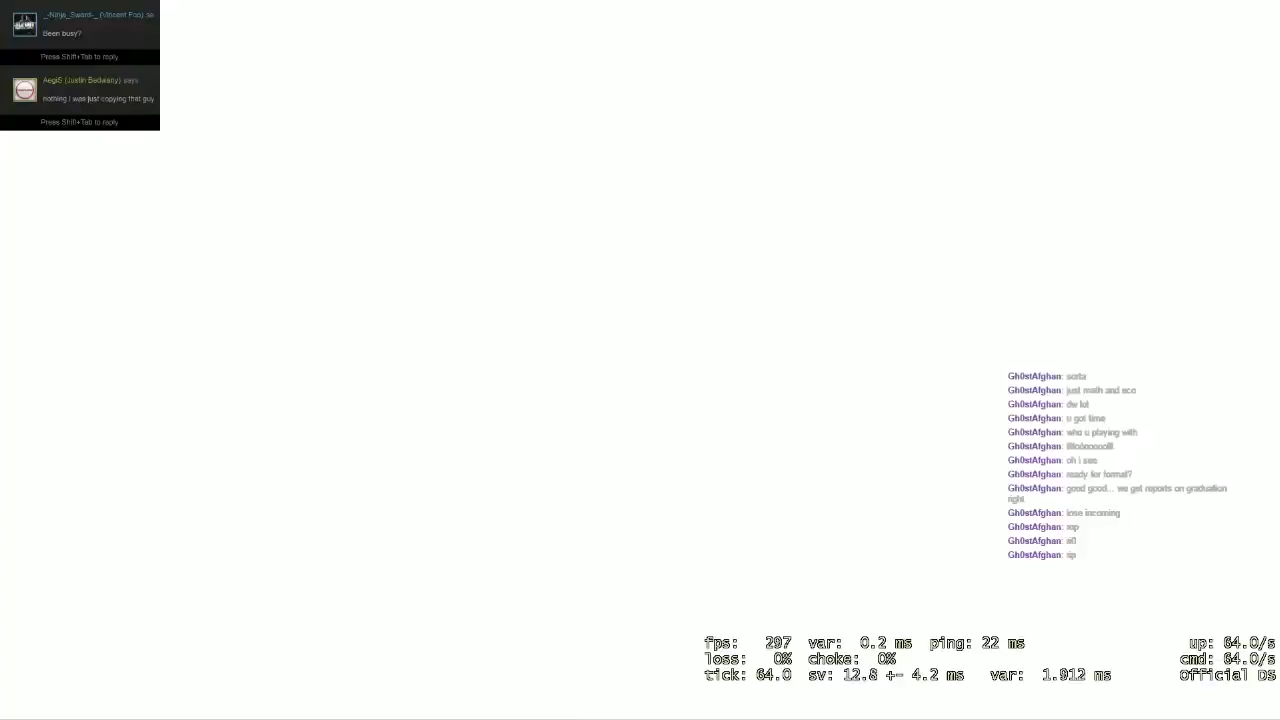 _-Ninja_Sword-_ (Vincent Foo) sa
Been busy?
Press Shift+Tab to reply
AegiS (Justin Badwany) says
nothing i was just copying that guy
Press Shift+Tab to reply
Gh0stAfghan: sorta
Gh0stAfghan: just math and eco
Gh0stAfghan: dw lol
Gh0stAfghan: u got time
Gh0stAfghan: who u playing with
Gh0stAfghan:
Gh0stAfghan: oh i see
Gh0stAfghan: ready for formal?
Gh0stAfghan: good good... we get reports on graduation
right
Gh0stAfghan: lose incoming
Gh0stAfghan:
Gh0stAfghan:
Gh0stAfghan: rip
fps: 297 var: 0.2 ms ping: 22 ms up: 64.0/s
loss: 0% choke: 0% cmd: 64.0/s
tick: 64.0 sv: 12.8 +- 4.2 ms var: 1.912 ms Official DS